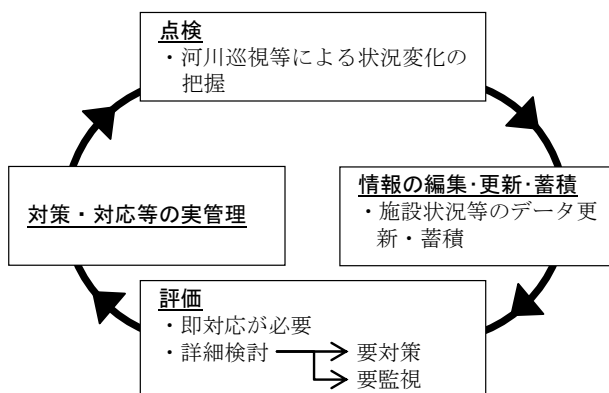 点検
・河川巡視等による状況変化の
把握
対策・対応等の実管理
情報の編集･更新･蓄積
・施設状況等のデータ更
新・蓄積
評価
・即対応が必要
・詳細検討 要対策
要監視